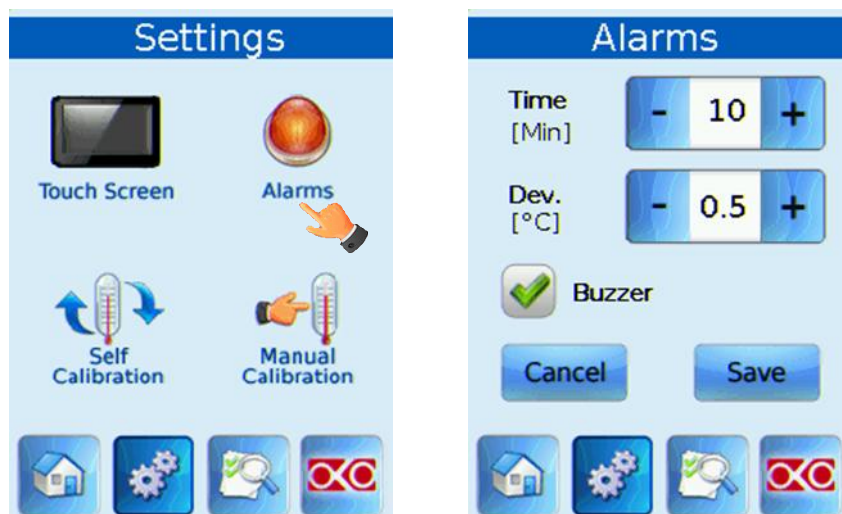 Settings
Touch Screen
Alarms
Self
Calibration
Manual
Calibration
Alarms
Time
[Min]
- 10 +
Dev.
[°C]
- 0.5 +
Buzzer
Cancel
Save